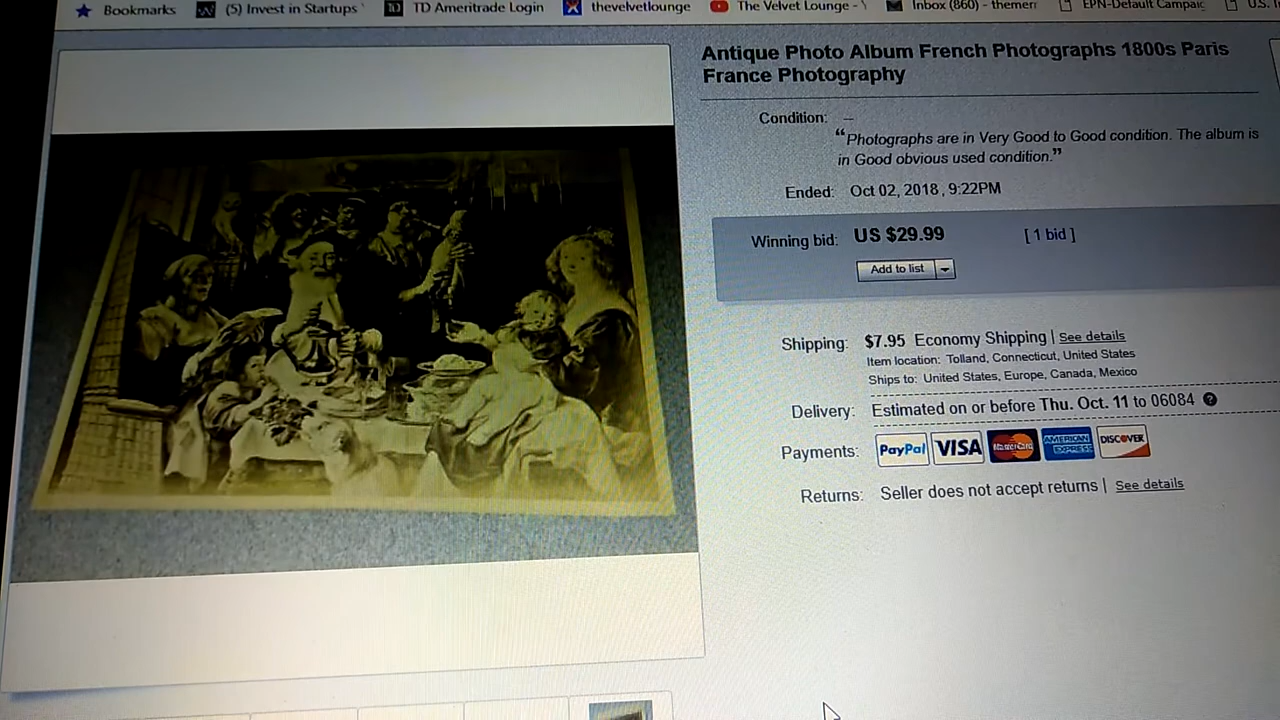 Bookmarks (5) Invest in Startups TD Ameritrade Login thevelvetlounge The Velvet Lounge - Inbox (860) - themerr EPN-Default Campaig U.S.
Antique Photo Album French Photographs 1800s Paris
France Photography
Condition: –
“Photographs are in Very Good to Good condition. The album is
in Good obvious used condition.”
Ended: Oct 02, 2018 , 9:22PM
Winning bid: US $29.99 [ 1 bid ]
Add to list
Shipping: $7.95 Economy Shipping | See details
Item location: Tolland, Connecticut, United States
Ships to: United States, Europe, Canada, Mexico
Delivery: Estimated on or before Thu. Oct. 11 to 06084 ?
Payments: PayPal VISA MasterCard AMERICAN EXPRESS DISCOVER
Returns: Seller does not accept returns | See details